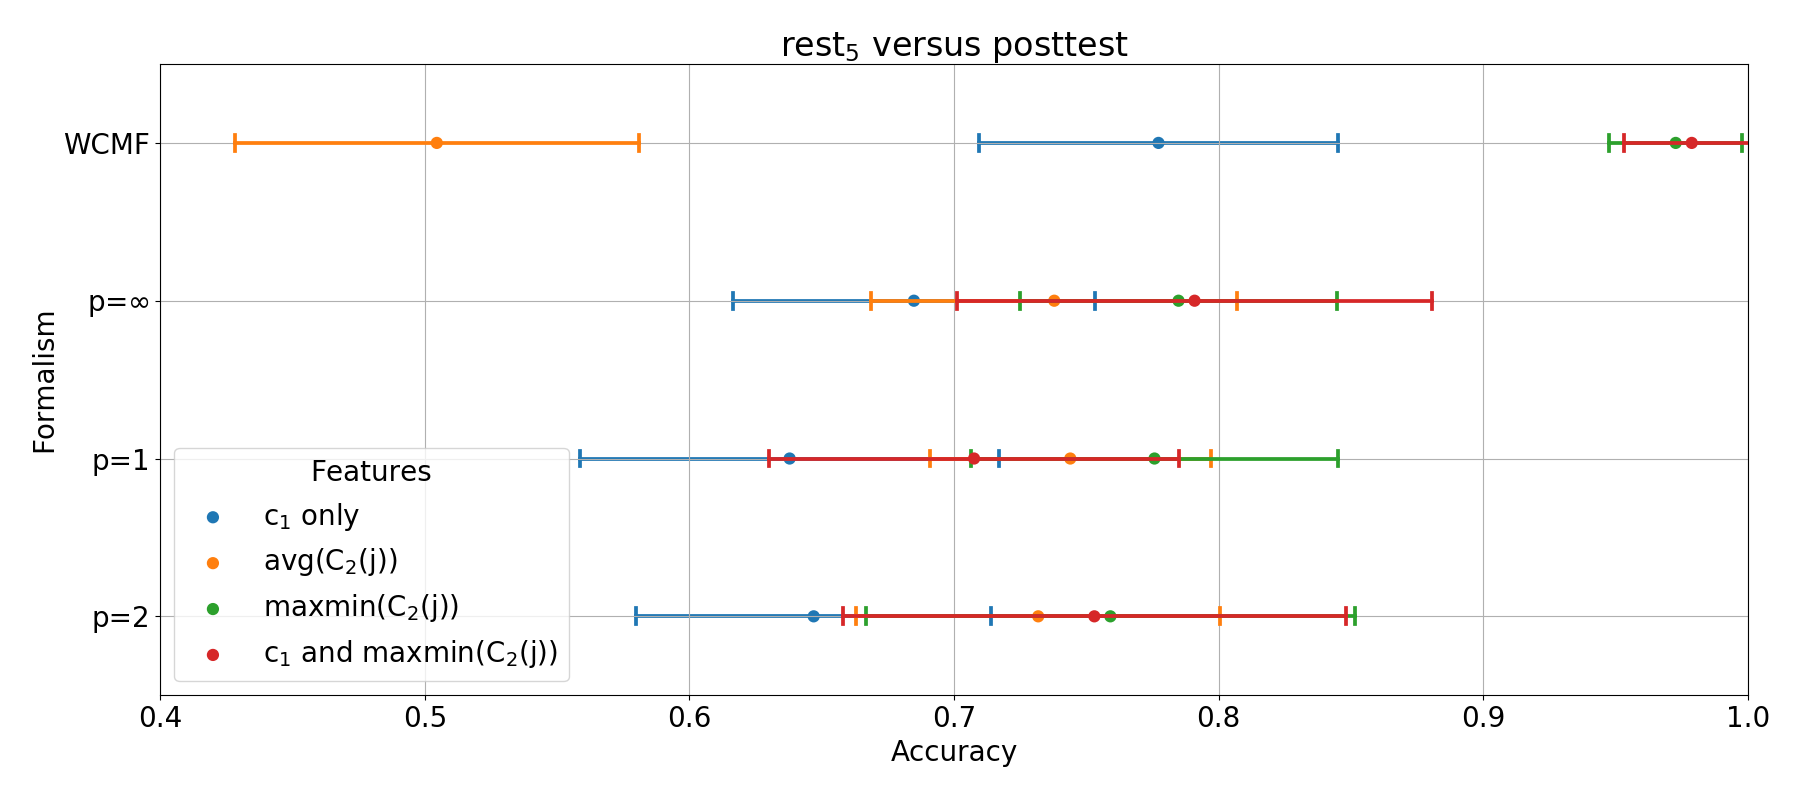 rest₅ versus posttest
WCMF
p=∞
p=1
p=2
Formalism
Features
c₁ only
avg(C₂(j))
maxmin(C₂(j))
c₁ and maxmin(C₂(j))
0.4 0.5 0.6 0.7 0.8 0.9 1.0
Accuracy